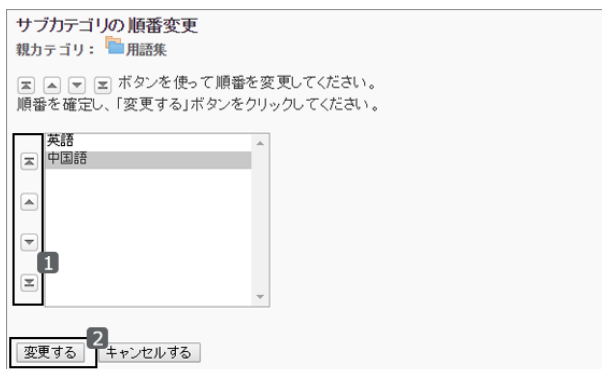 サブカテゴリの順番変更
親カテゴリ： 用語集
ボタンを使って順番を変更してください。
順番を確定し、「変更する」ボタンをクリックしてください。
英語
中国語
1
2
変更する キャンセルする